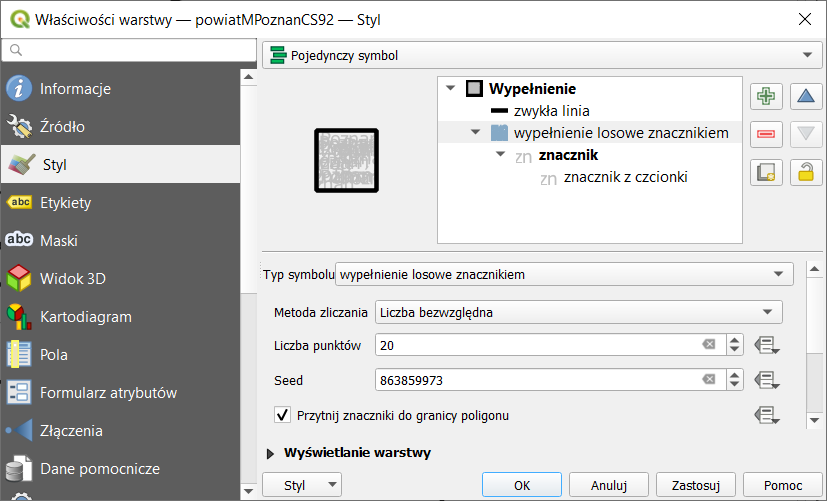 Właściwości warstwy — powiatMPoznanCS92 — Styl
Pojedynczy symbol
Informacje
Źródło
Styl
Etykiety
abc
Maski
abc
Widok 3D
Kartodiagram
Pola
Formularz atrybutów
Złączenia
Dane pomocnicze
Wypełnienie
zwykła linia
wypełnienie losowe znacznikiem
zn znacznik
zn znacznik z czcionki
Typ symbolu wypełnienie losowe znacznikiem
Metoda zliczania Liczba bezwzględna
Liczba punktów 20
Seed 863859973
Przytnij znaczniki do granicy poligonu
Wyświetlanie warstwy
Styl OK Anuluj Zastosuj Pomoc